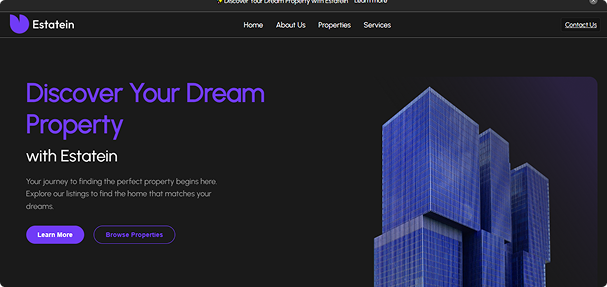 ✨ Discover Your Dream Property with Estatein Learn more
Estatein
Home About Us Properties Services
Contact Us
Discover Your Dream
Property
with Estatein
Your journey to finding the perfect property begins here.
Explore our listings to find the home that matches your
dreams.
Learn More
Browse Properties